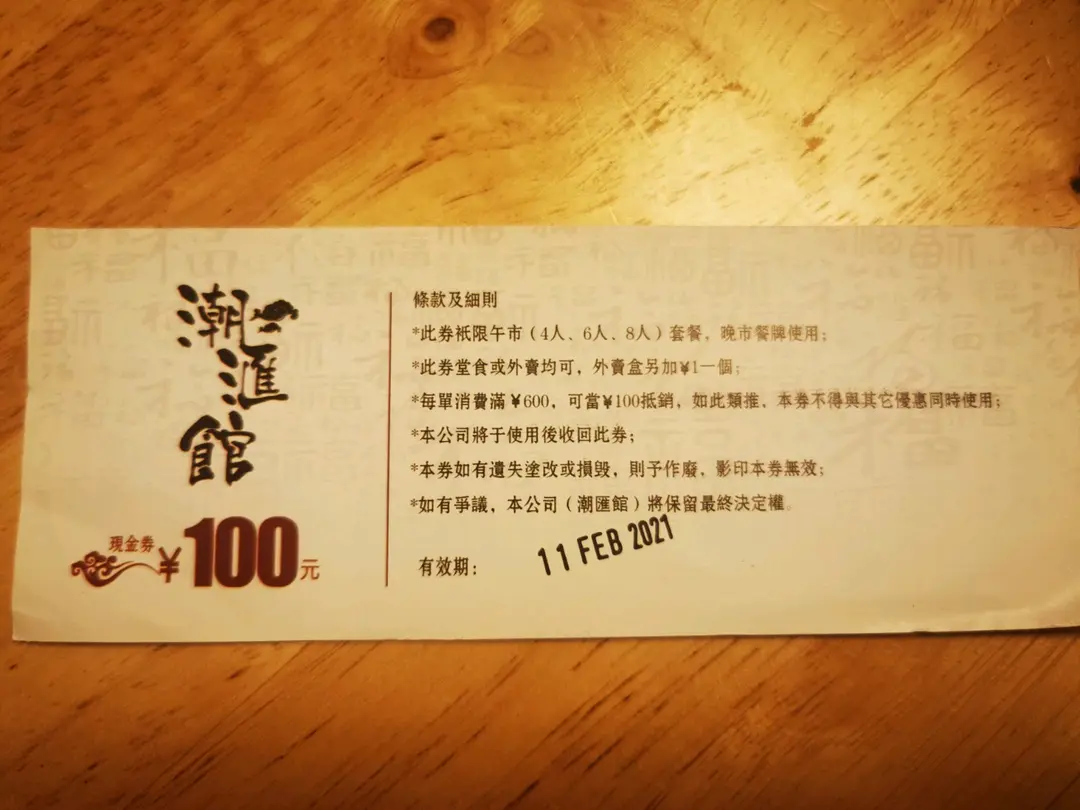 潮匯館
現金券
¥100元
條款及細則
*此券衹限午市（4人、6人、8人）套餐，晚市餐牌使用；
*此券堂食或外賣均可，外賣盒另加¥1一個；
*每單消費滿¥600，可當¥100抵銷，如此類推，本券不得與其它優惠同時使用；
*本公司將于使用後收回此券；
*本券如有遺失塗改或損毀，則予作廢，影印本券無效；
*如有爭議，本公司（潮匯館）將保留最終決定權。
有效期：
11 FEB 2021